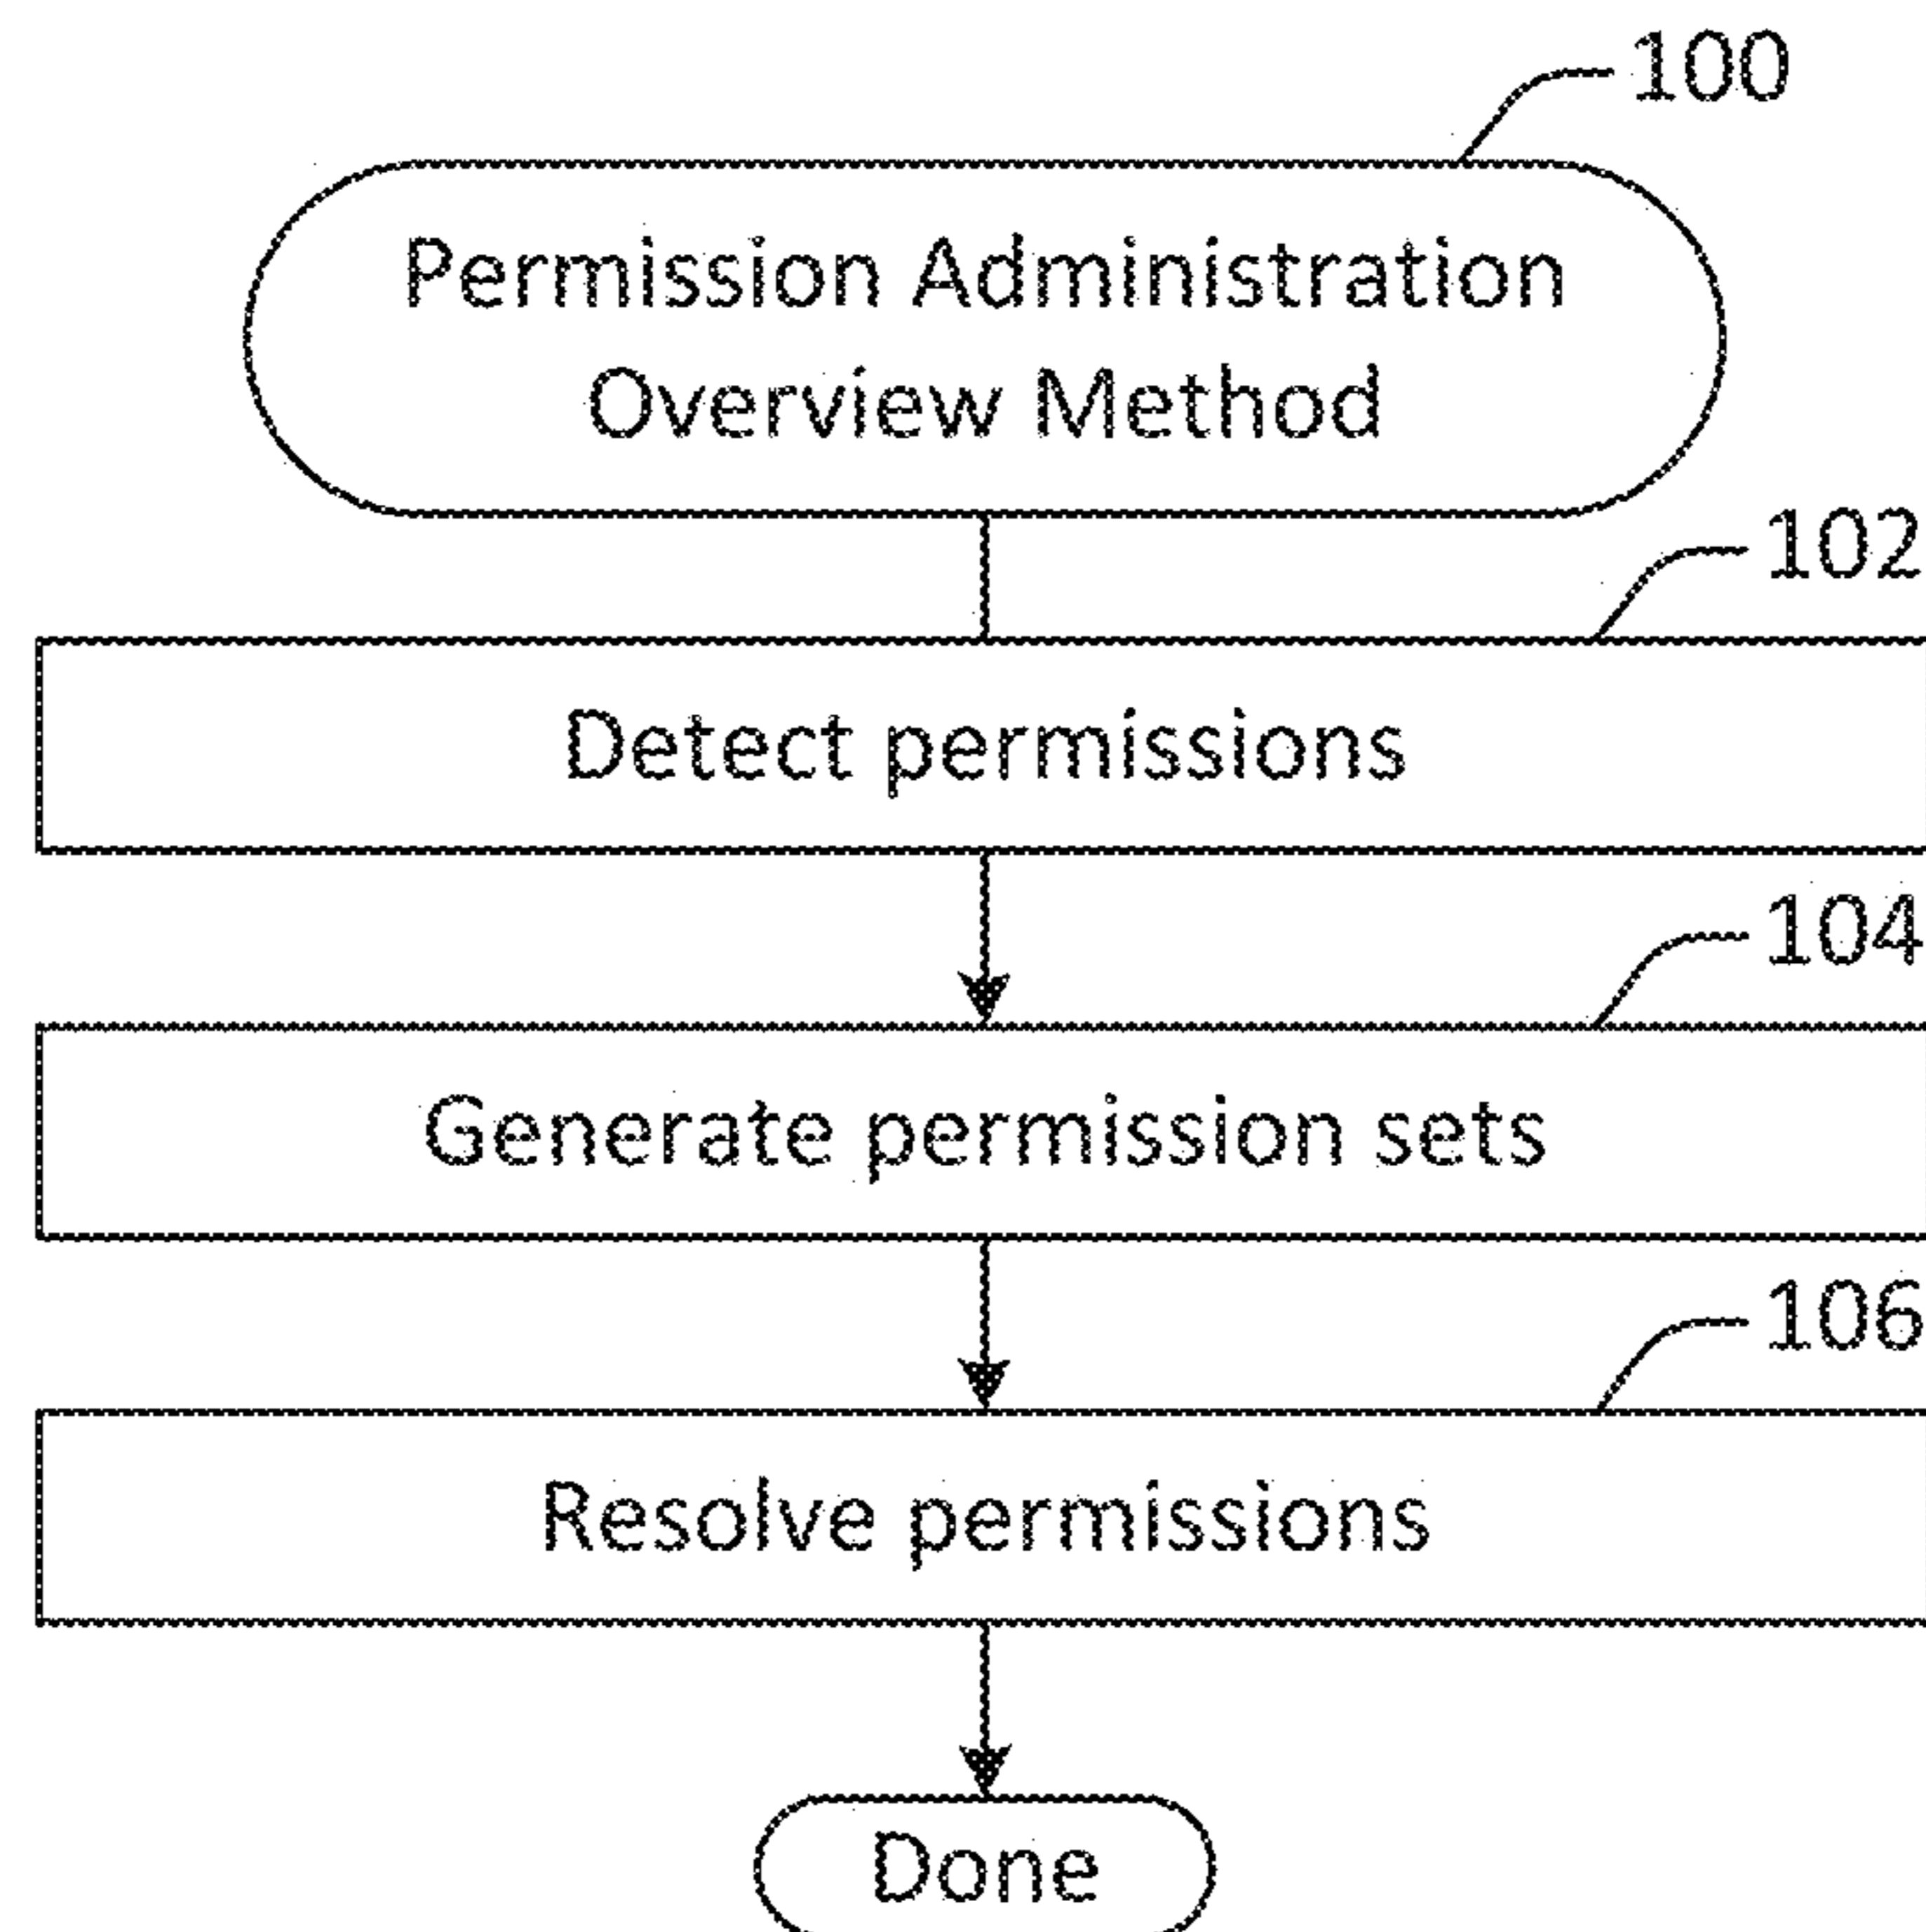 100
Permission Administration
Overview Method
102
Detect permissions
104
Generate permission sets
106
Resolve permissions
Done